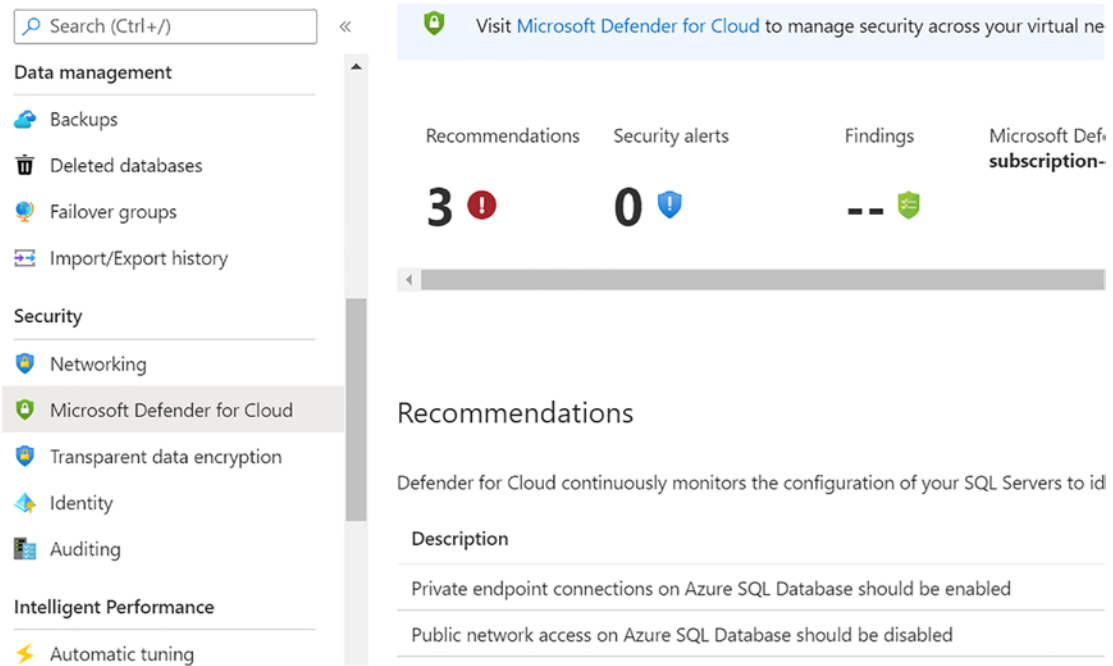 Search (Ctrl+/)
Data management
Backups
Deleted databases
Failover groups
Import/Export history
Security
Networking
Microsoft Defender for Cloud
Transparent data encryption
Identity
Auditing
Intelligent Performance
Automatic tuning
Visit Microsoft Defender for Cloud to manage security across your virtual ne
Recommendations
3
Security alerts
0
Findings
--
Microsoft Def
subscription-
Recommendations
Defender for Cloud continuously monitors the configuration of your SQL Servers to id
Description
Private endpoint connections on Azure SQL Database should be enabled
Public network access on Azure SQL Database should be disabled